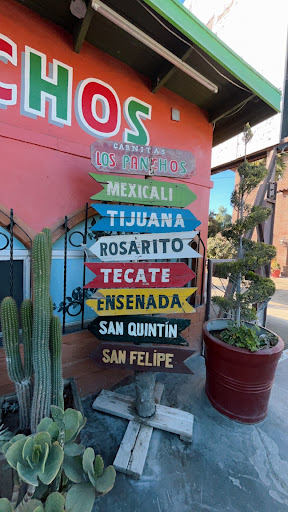 CHOS
CARNITAS
LOS PANCHOS
MEXICALI
TIJUANA
ROSARITO
TECATE
ENSENADA
SAN QUINTÍN
SAN FELIPE